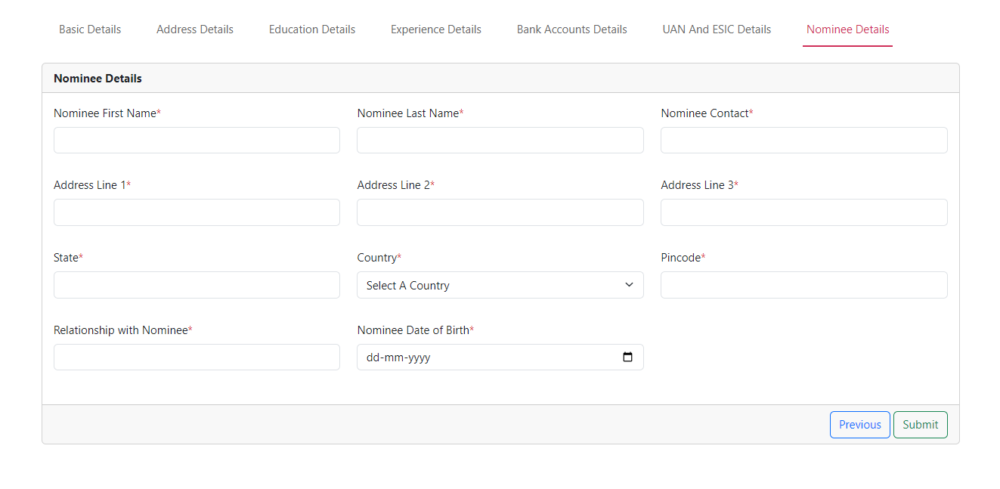 Basic Details Address Details Education Details Experience Details Bank Accounts Details UAN And ESIC Details Nominee Details
Nominee Details
Nominee First Name* Nominee Last Name* Nominee Contact*
Address Line 1* Address Line 2* Address Line 3*
State* Country* Pincode*
Select A Country
Relationship with Nominee* Nominee Date of Birth*
dd-mm-yyyy
Previous Submit